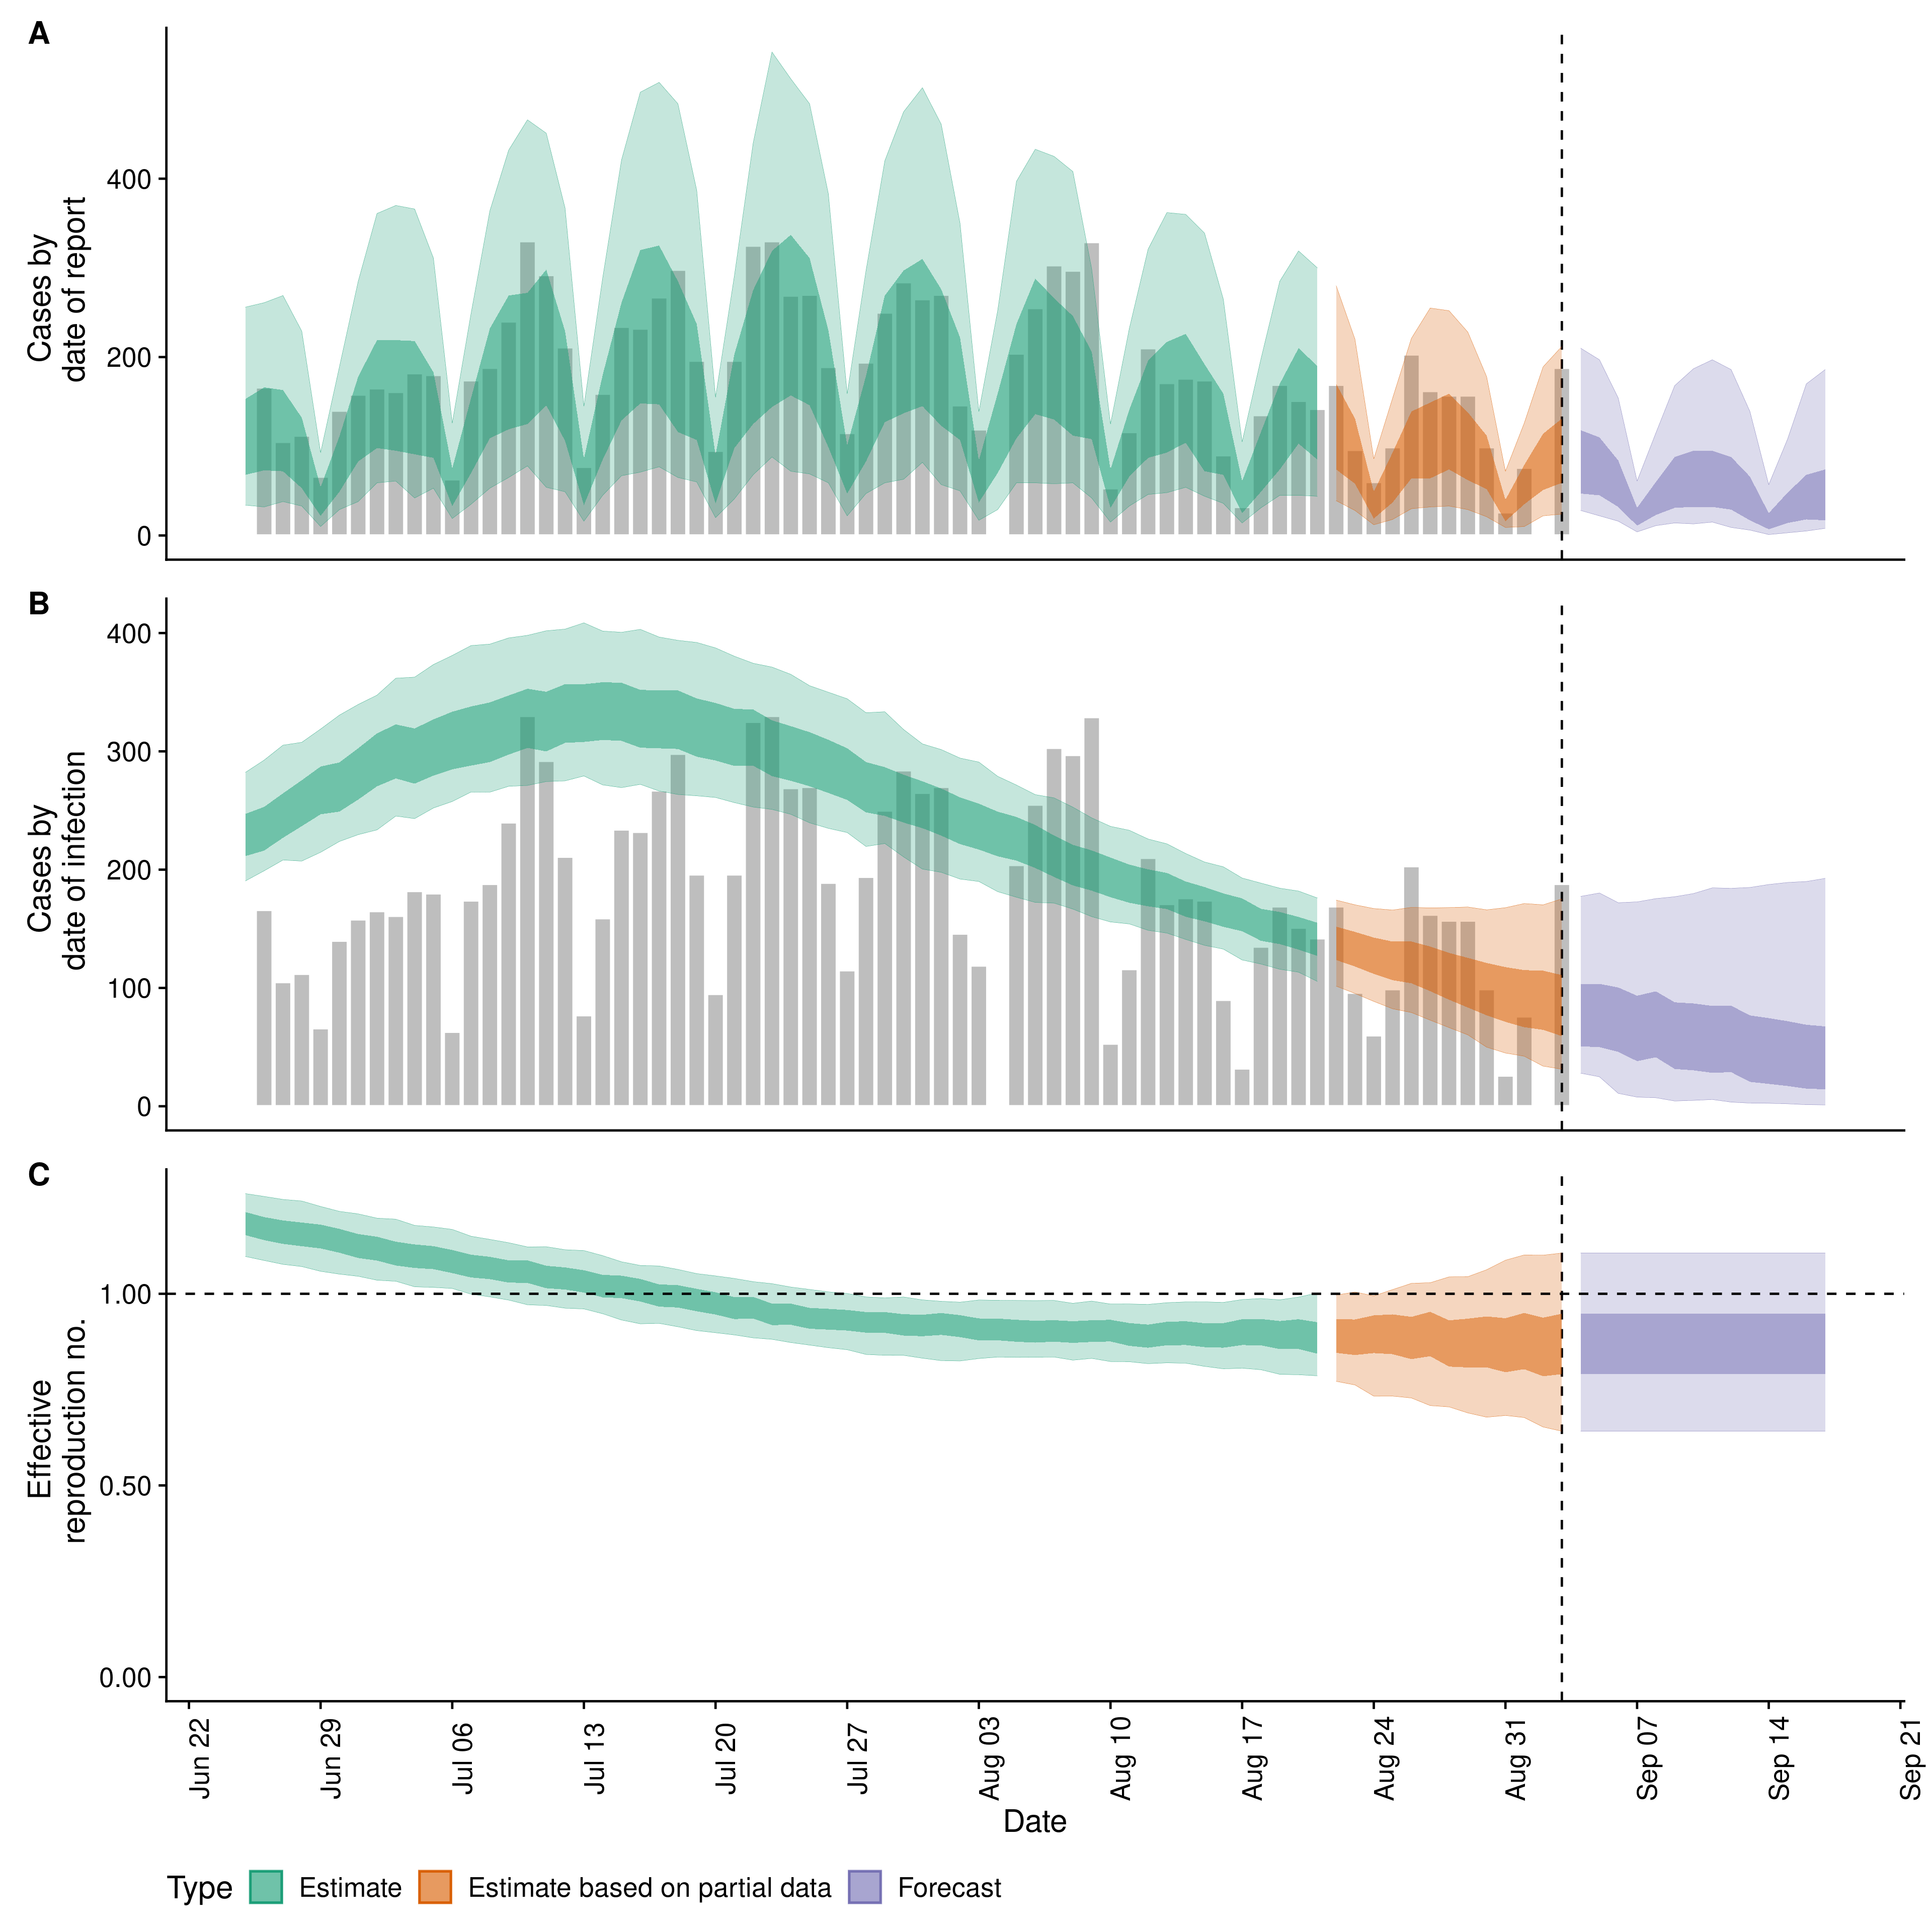 A
Cases by
date of report
400
200
0
B
Cases by
date of infection
400
300
200
100
0
C
Effective
reproduction no.
1.00
0.50
0.00
Jun 22
Jun 29
Jul 06
Jul 13
Jul 20
Jul 27
Aug 03
Aug 10
Aug 17
Aug 24
Aug 31
Sep 07
Sep 14
Sep 21
Date
Type
Estimate
Estimate based on partial data
Forecast